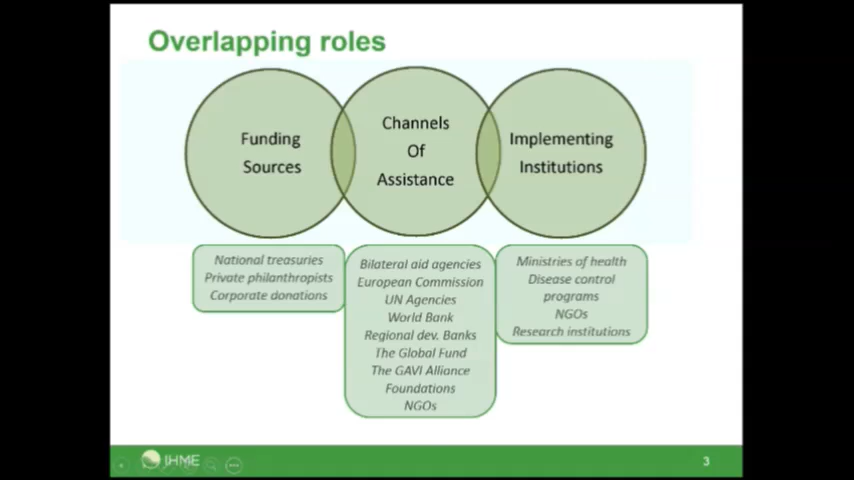 Overlapping roles
Funding
Sources
Channels
Of
Assistance
Implementing
Institutions
National treasuries
Private philanthropists
Corporate donations
Bilateral aid agencies
European Commission
UN Agencies
World Bank
Regional dev. Banks
The Global Fund
The GAVI Alliance
Foundations
NGOs
Ministries of health
Disease control
programs
NGOs
Research institutions
IHME
3